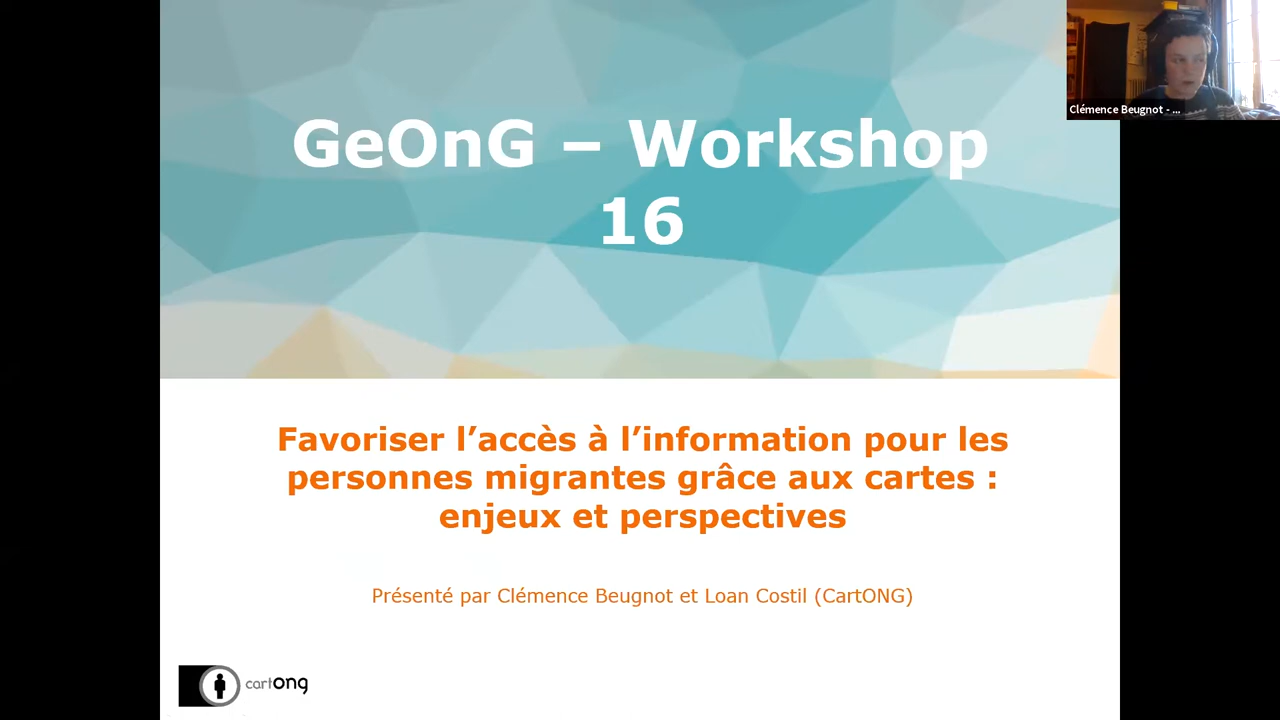 Clémence Beugnot - ...
GeOnG – Workshop
16
Favoriser l’accès à l’information pour les
personnes migrantes grâce aux cartes :
enjeux et perspectives
Présenté par Clémence Beugnot et Loan Costil (CartONG)
cartong